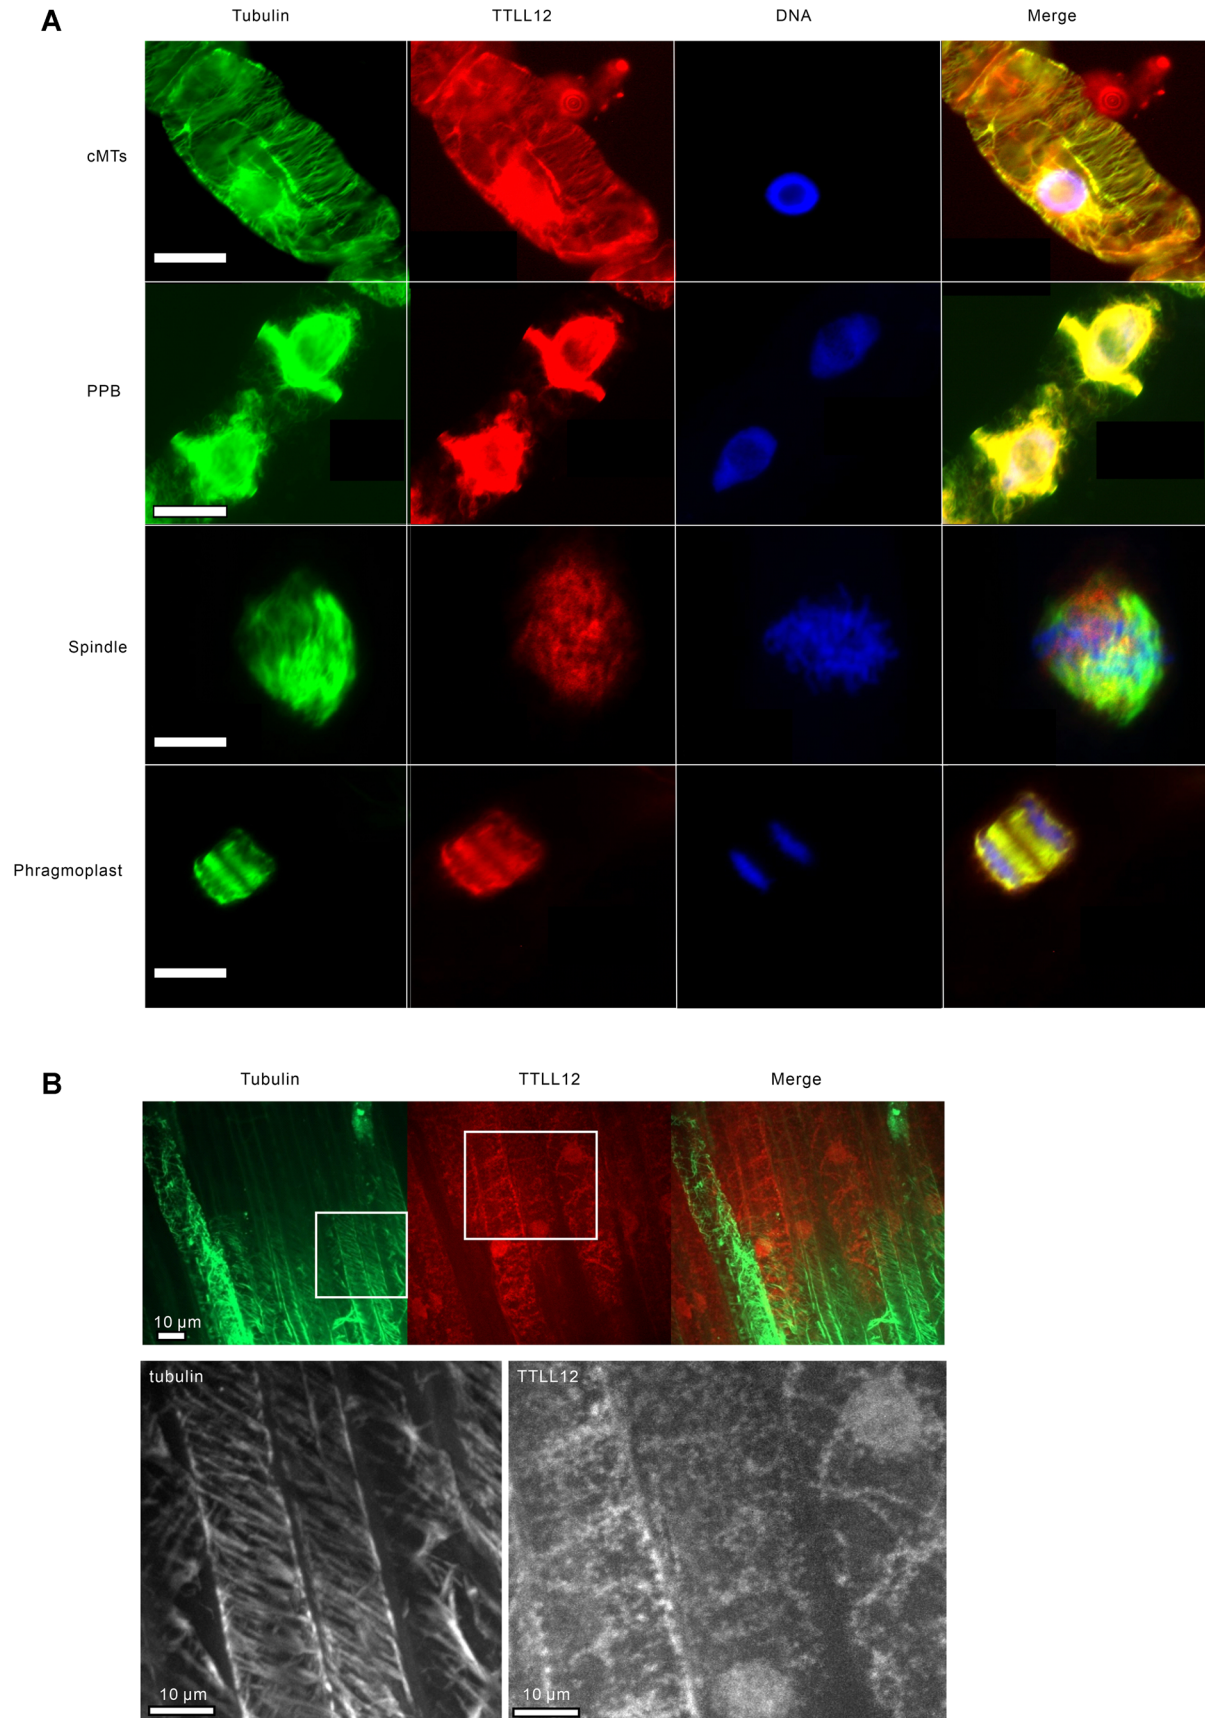 A
Tubulin TTLL12 DNA Merge
cMTs
PPB
Spindle
Phragmoplast
B
Tubulin TTLL12 Merge
10 µm
tubulin TTLL12
10 µm 10 µm